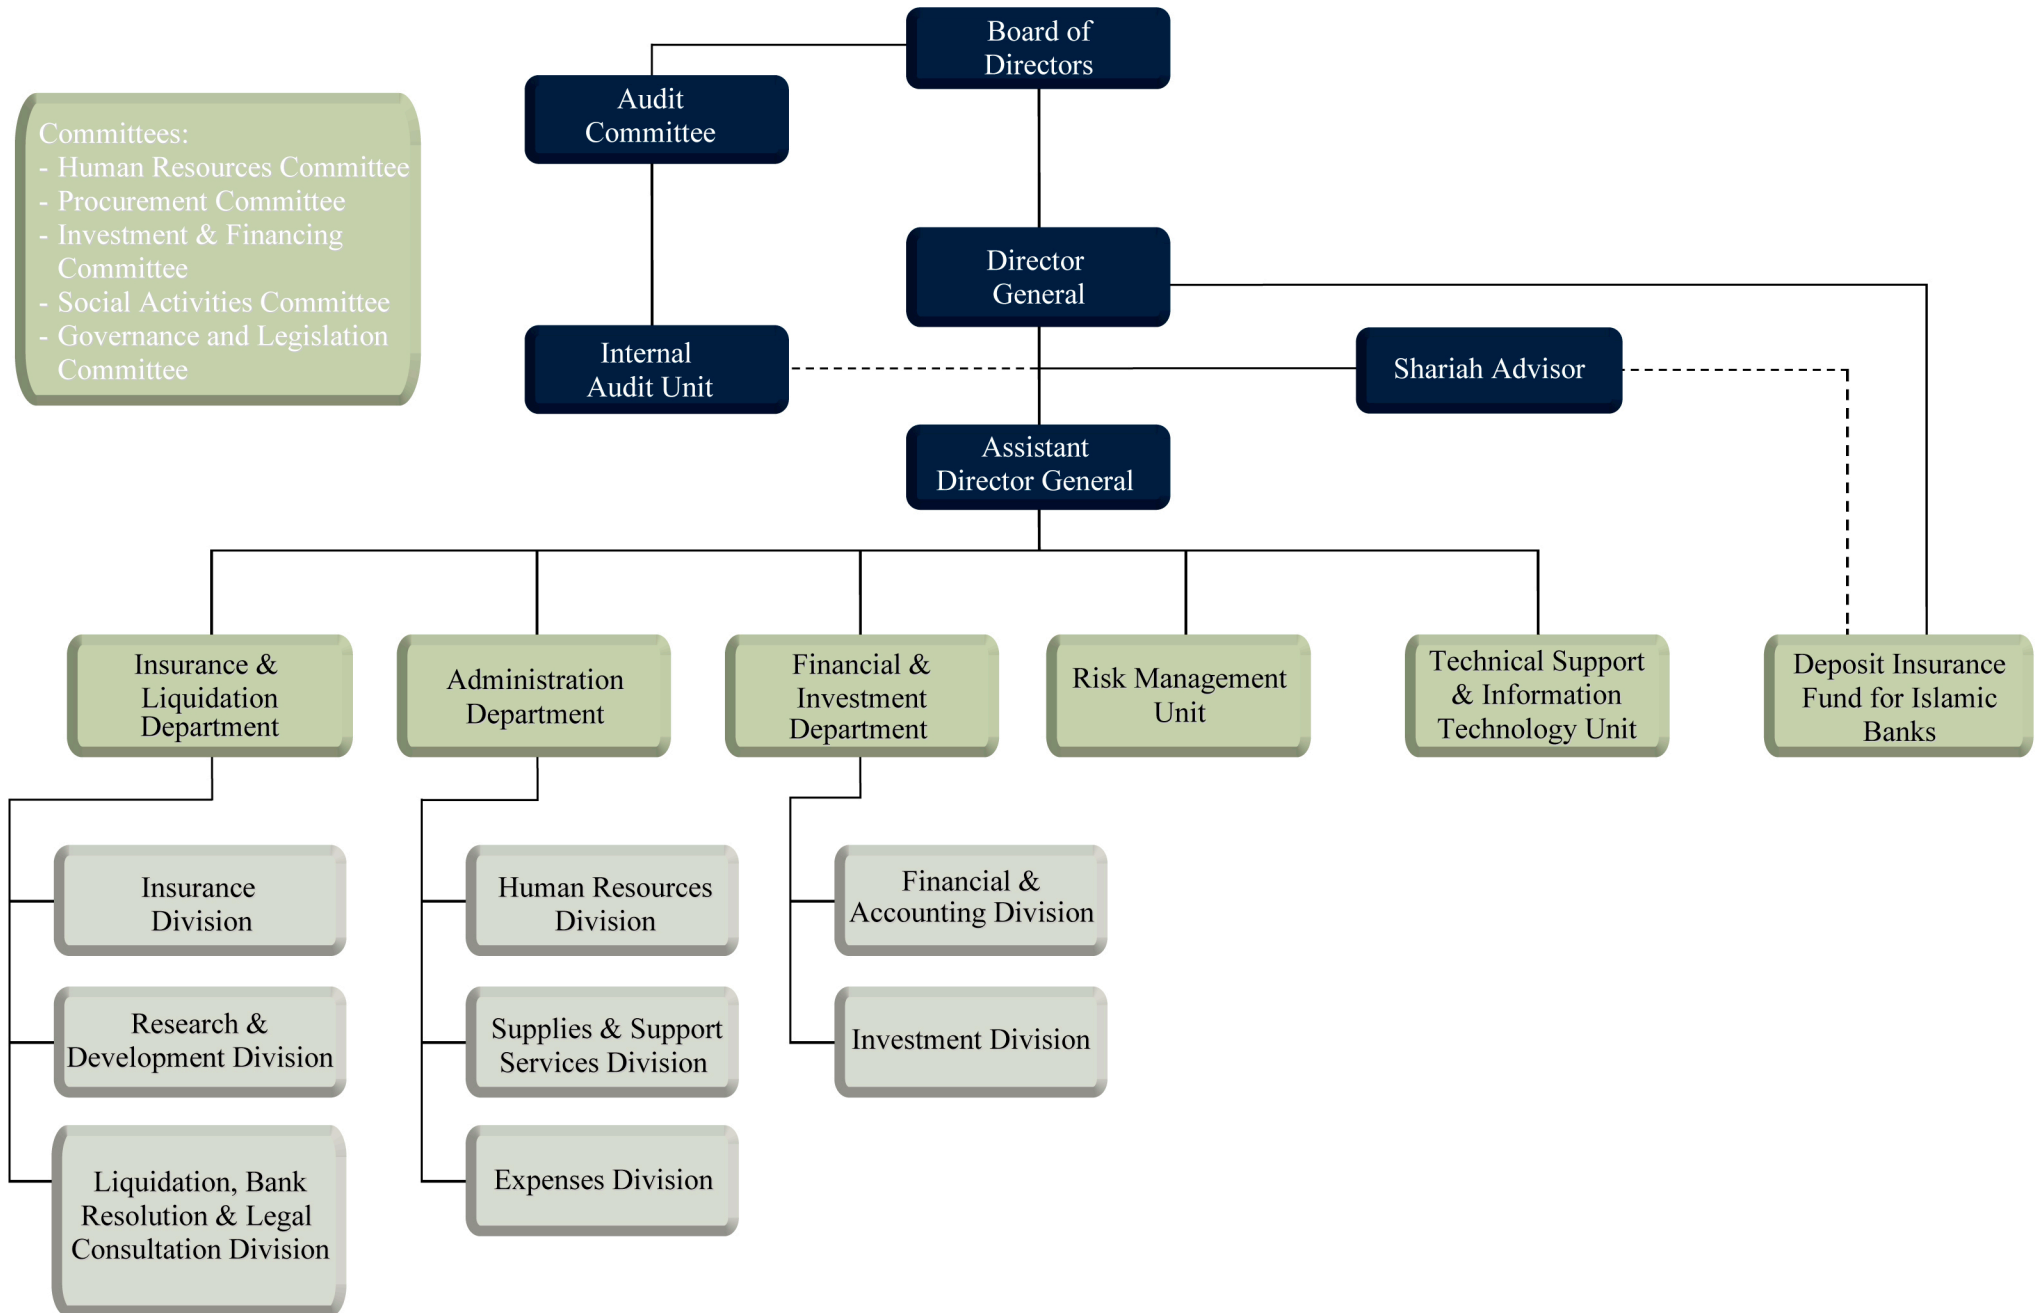 Board of
Directors
Audit
Committee
Committees:
- Human Resources Committee
- Procurement Committee
- Investment & Financing
Committee
- Social Activities Committee
- Governance and Legislation
Committee
Director
General
Internal
Audit Unit
Shariah Advisor
Assistant
Director General
Insurance &
Liquidation
Department
Administration
Department
Financial &
Investment
Department
Risk Management
Unit
Technical Support
& Information
Technology Unit
Deposit Insurance
Fund for Islamic
Banks
Insurance
Division
Research &
Development Division
Liquidation, Bank
Resolution & Legal
Consultation Division
Human Resources
Division
Supplies & Support
Services Division
Expenses Division
Financial &
Accounting Division
Investment Division